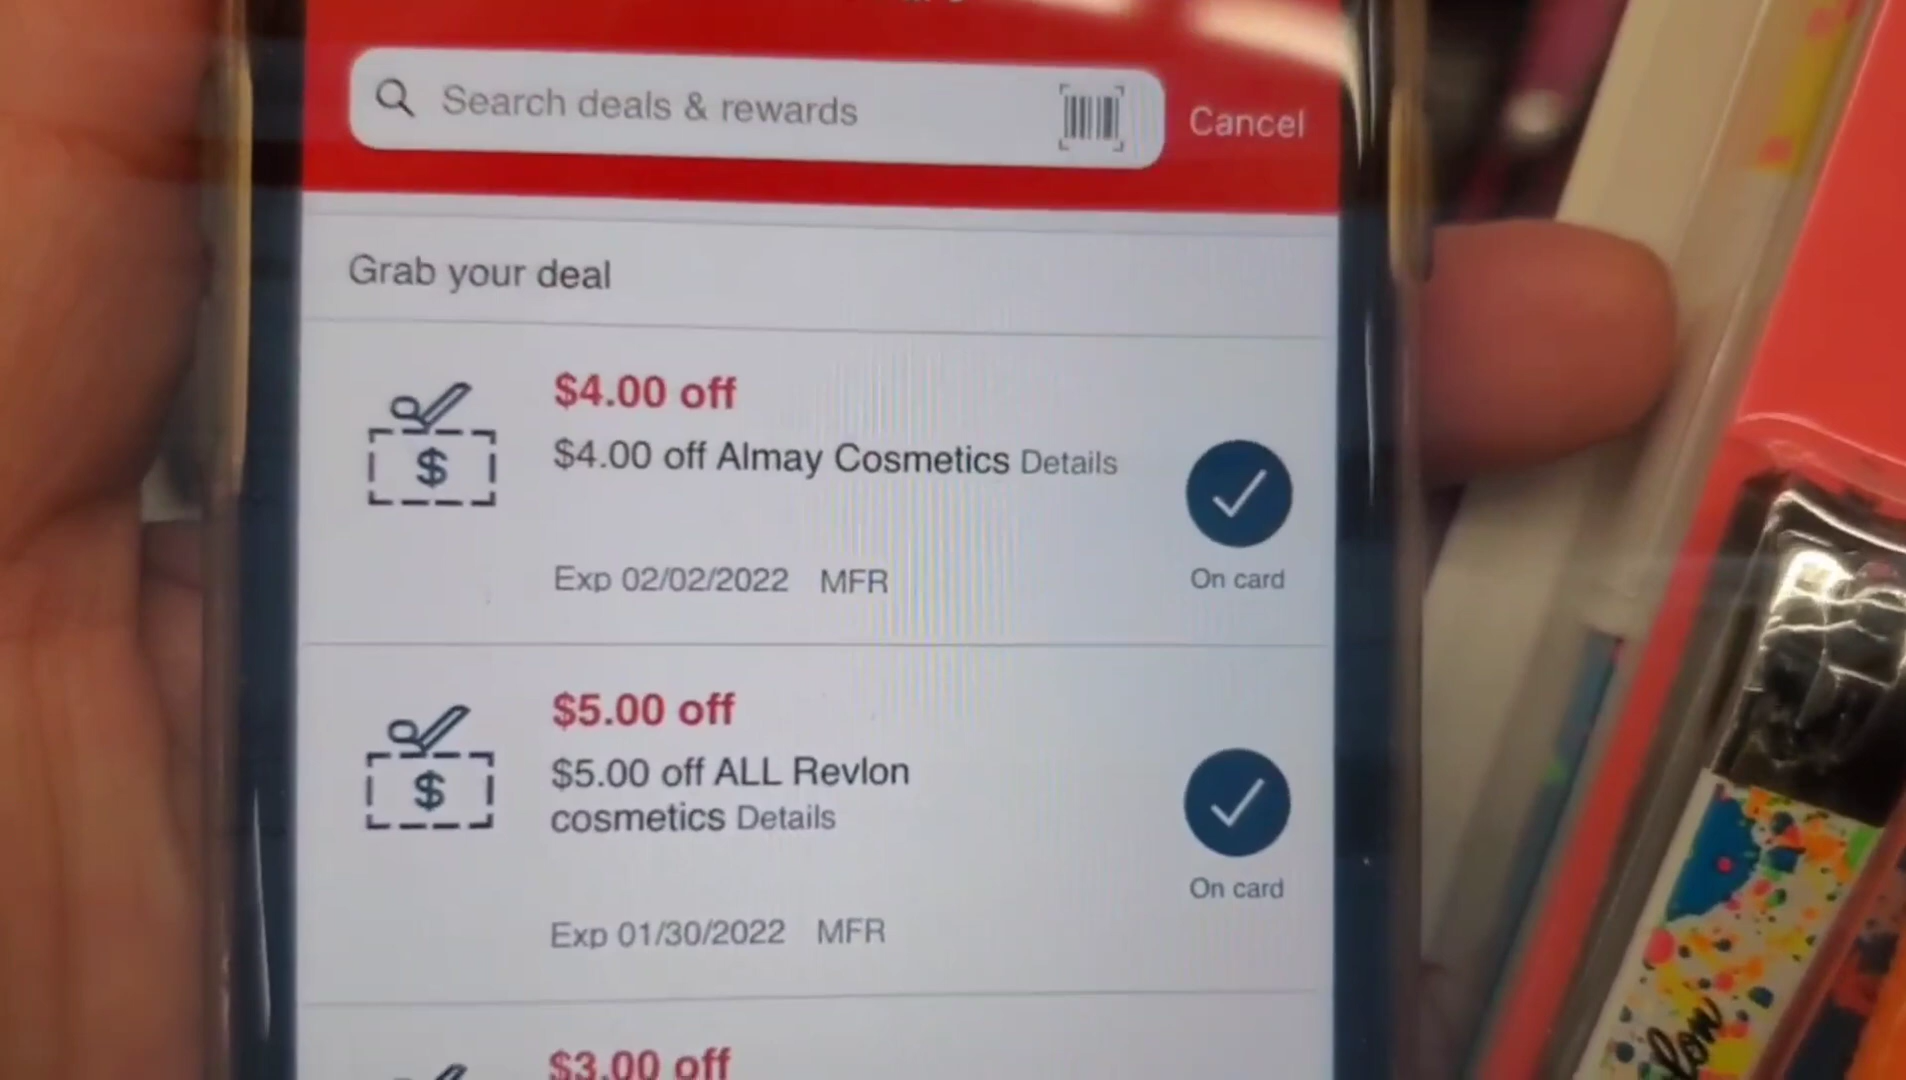 Search deals & rewards
Cancel
Grab your deal
$4.00 off
$4.00 off Almay Cosmetics Details
Exp 02/02/2022 MFR
On card
$
$5.00 off
$5.00 off ALL Revlon
cosmetics Details
Exp 01/30/2022 MFR
On card
$
$3.00 off